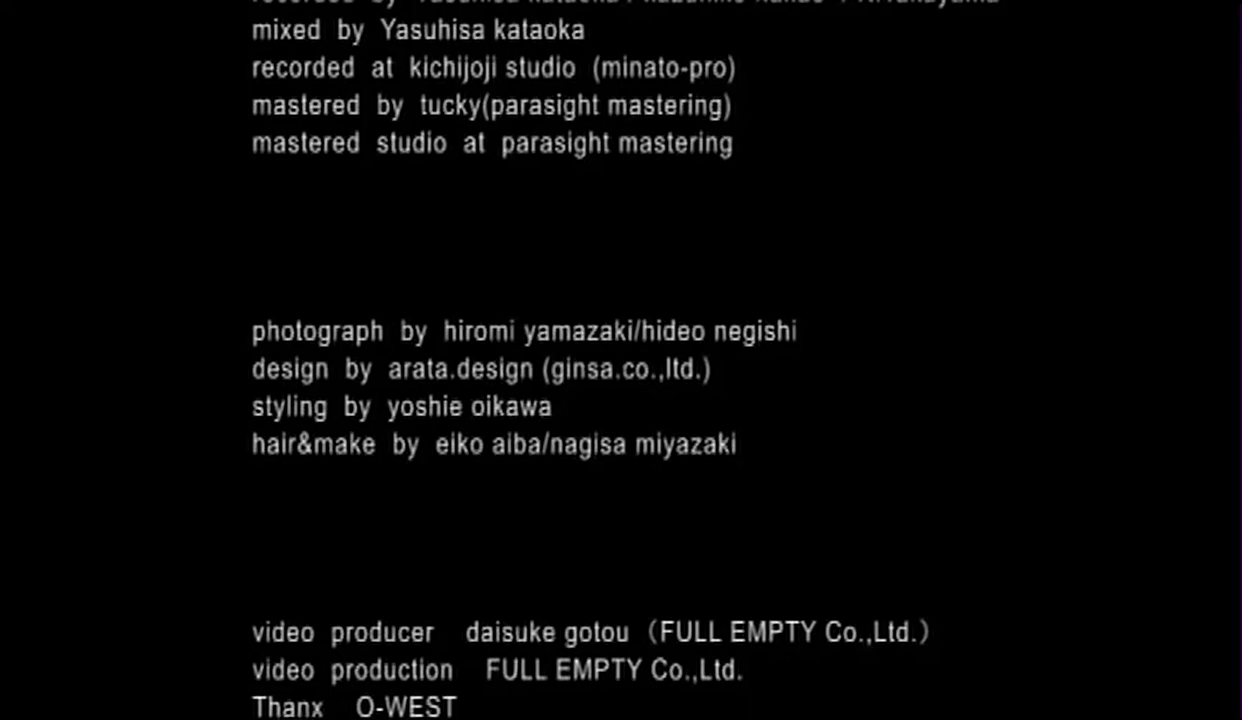 mixed by Yasuhisa kataoka
recorded at kichijoji studio (minato-pro)
mastered by tucky(parasight mastering)
mastered studio at parasight mastering
photograph by hiromi yamazaki/hideo negishi
design by arata.design (ginsa.co.,ltd.)
styling by yoshie oikawa
hair&make by eiko aiba/nagisa miyazaki
video producer daisuke gotou（FULL EMPTY Co.,Ltd.）
video production FULL EMPTY Co.,Ltd.
Thanx O-WEST